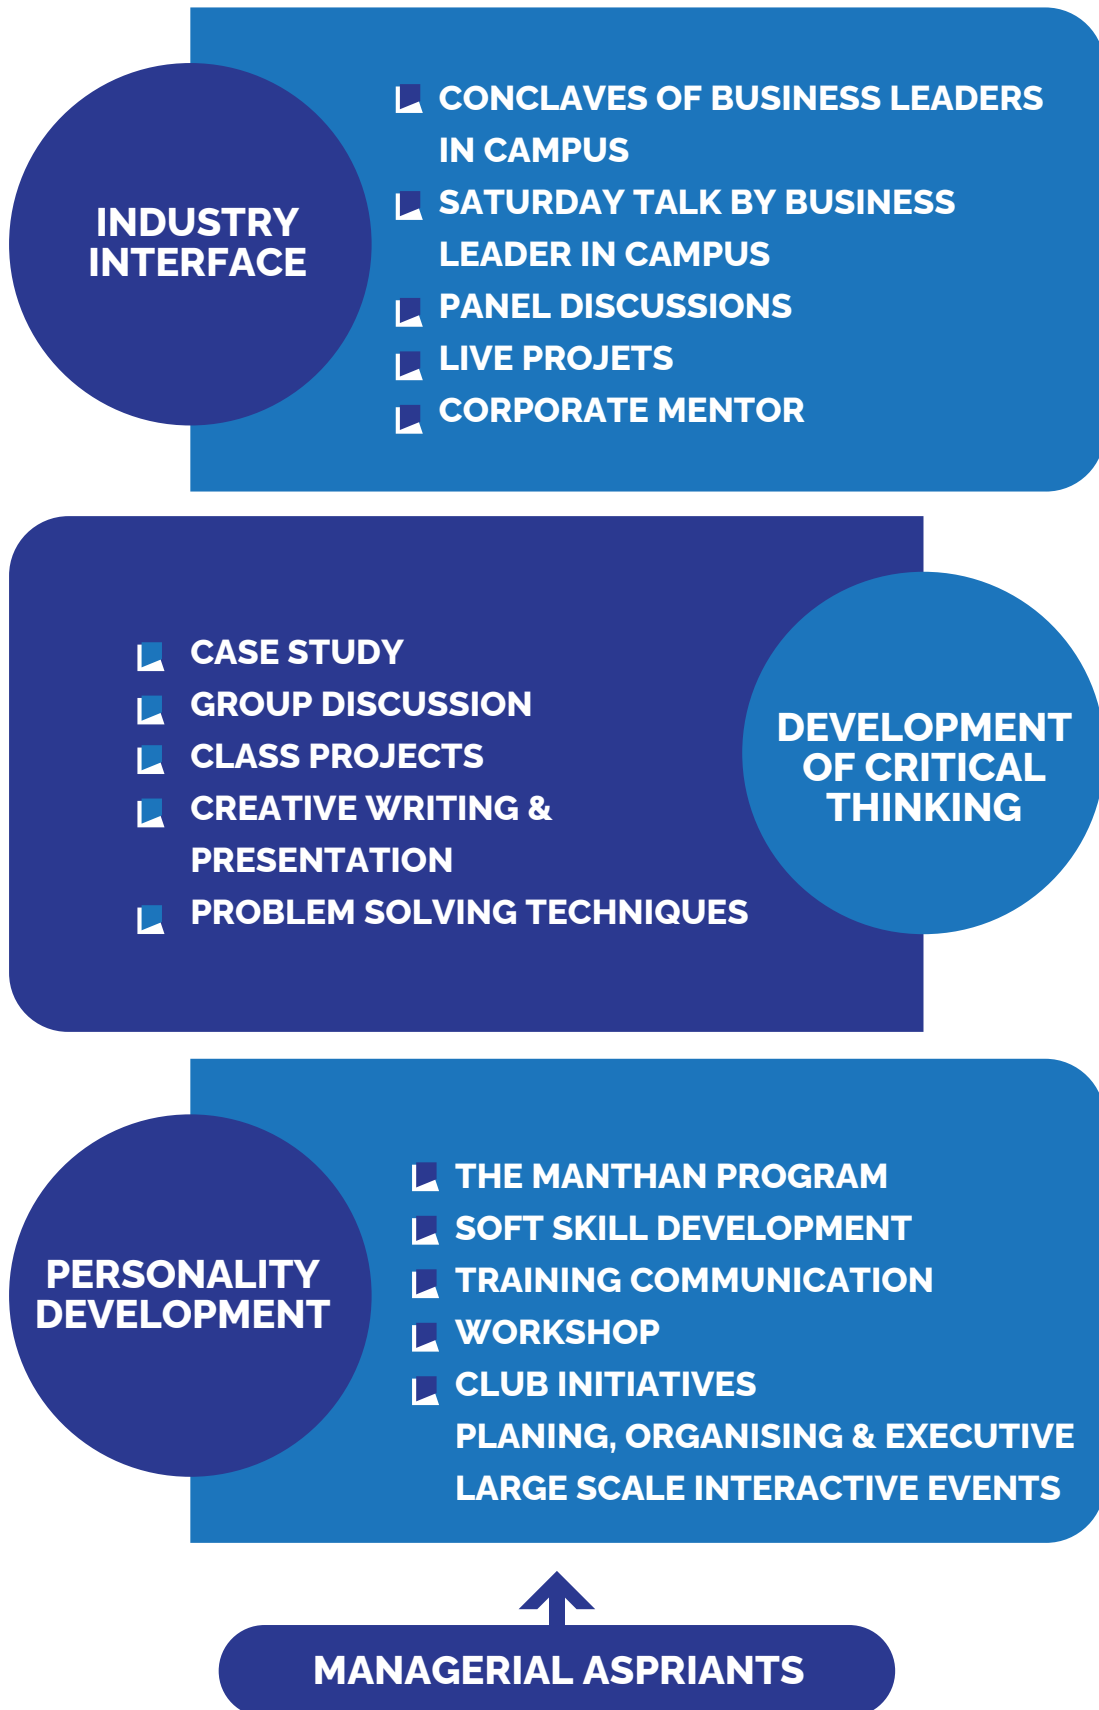 INDUSTRY
INTERFACE
CONCLAVES OF BUSINESS LEADERS
IN CAMPUS
SATURDAY TALK BY BUSINESS
LEADER IN CAMPUS
PANEL DISCUSSIONS
LIVE PROJETS
CORPORATE MENTOR
CASE STUDY
GROUP DISCUSSION
CLASS PROJECTS
CREATIVE WRITING &
PRESENTATION
PROBLEM SOLVING TECHNIQUES
DEVELOPMENT
OF CRITICAL
THINKING
PERSONALITY
DEVELOPMENT
THE MANTHAN PROGRAM
SOFT SKILL DEVELOPMENT
TRAINING COMMUNICATION
WORKSHOP
CLUB INITIATIVES
PLANING, ORGANISING & EXECUTIVE
LARGE SCALE INTERACTIVE EVENTS
MANAGERIAL ASPRIANTS